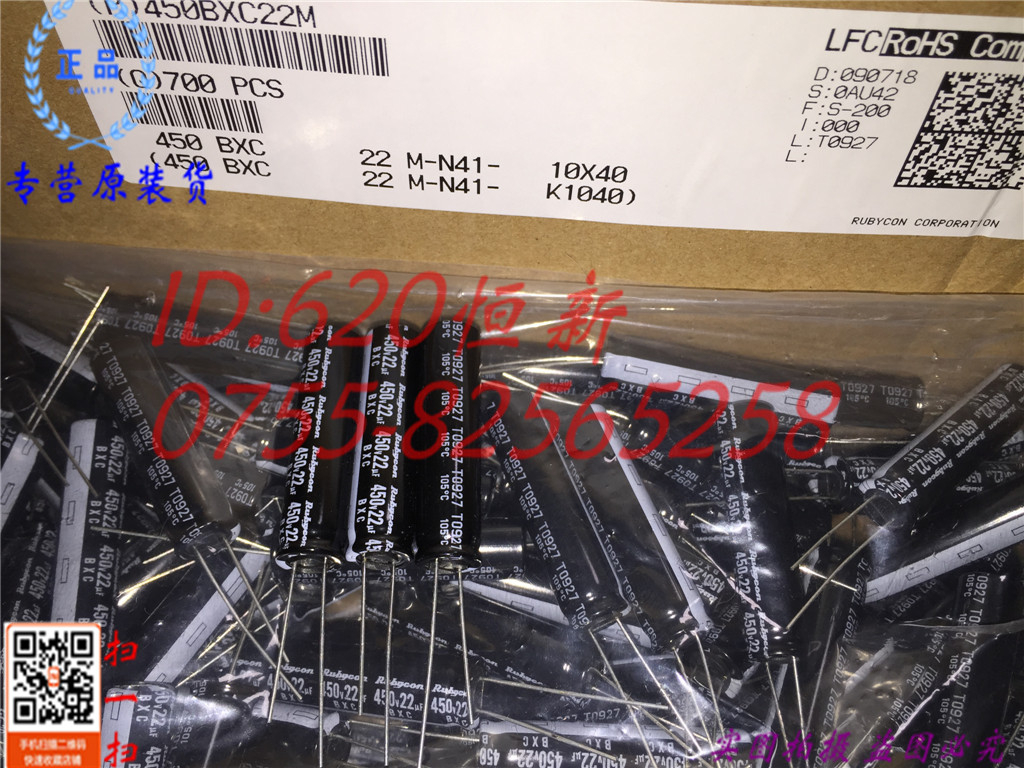 (P)450BXC22M
(Q)700 PCS
450 BXC 22 M-N41- 10X40
(450 BXC 22 M-N41- K1040)
LFC RoHS Com
D:090718
S:0AU42
F:S-200
I:000
L:T0927
L:
RUBYCON CORPORATION
正品
QUALITY
专营原装货
ID:620恒新
0755-82565258
Rubycon
450v22µF
BXC
105°C T0927
扫一扫
手机扫描二维码
快速收藏店铺
实图拍摄 盗图必究